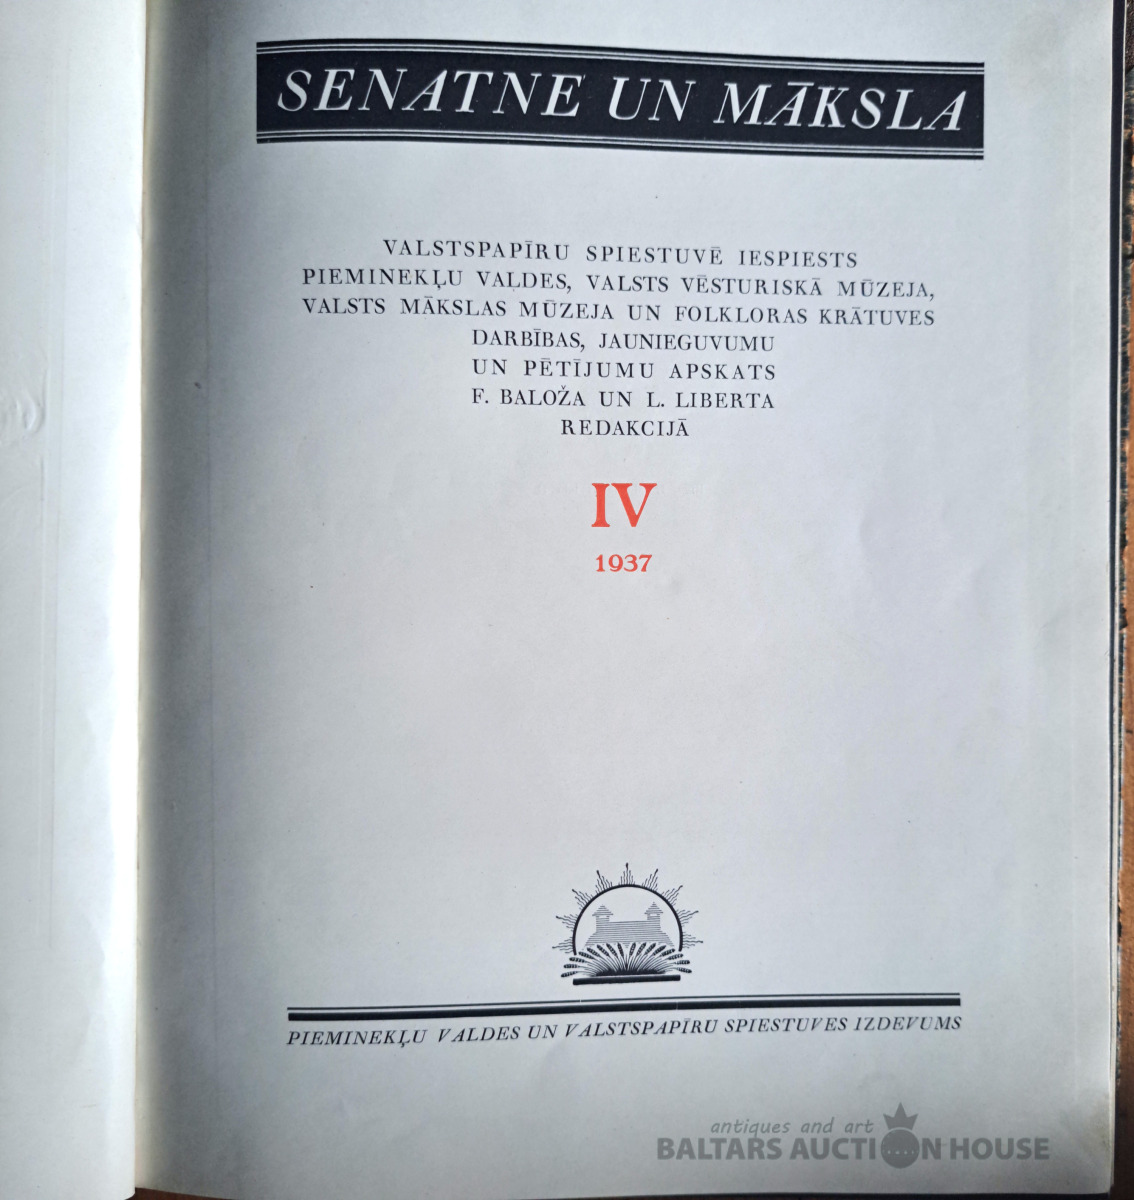 SENATNE UN MĀKSLA
VALSTSPAPĪRU SPIESTUVĒ IESPIESTS
PIEMINEKĻU VALDES, VALSTS VĒSTURISKĀ MŪZEJA,
VALSTS MĀKSLAS MŪZEJA UN FOLKLORAS KRĀTUVES
DARBĪBAS, JAUNIEGUVUMU
UN PĒTĪJUMU APSKATS
F. BALOŽA UN L. LIBERTA
REDAKCIJĀ
IV
1937
PIEMINEKĻU VALDES UN VALSTSPAPĪRU SPIESTUVES IZDEVUMS
antiques and art
BALTARS AUCTION HOUSE